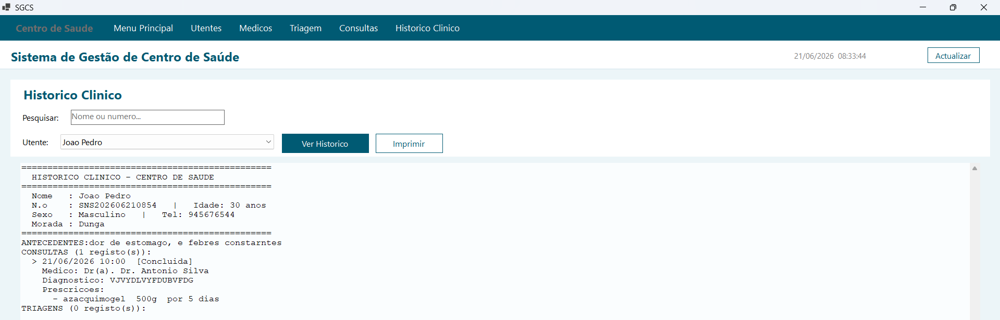 SGCS
Centro de Saude Menu Principal Utentes Medicos Triagem Consultas Historico Clinico
Sistema de Gestão de Centro de Saúde 21/06/2026 08:33:44 Actualizar
Historico Clinico
Pesquisar: Nome ou numero...
Utente: Joao Pedro Ver Historico Imprimir
================================================
HISTORICO CLINICO - CENTRO DE SAUDE
================================================
Nome : Joao Pedro
N.o : SNS202606210854 | Idade: 30 anos
Sexo : Masculino | Tel: 945676544
Morada : Dunga
================================================
ANTECEDENTES:dor de estomago, e febres constarntes
CONSULTAS (1 registo(s)):
> 21/06/2026 10:00 [Concluida]
Medico: Dr(a). Dr. Antonio Silva
Diagnostico: VJVYDLVYFDUBVFDG
Prescricoes:
- azacquimogel 500g por 5 dias
TRIAGENS (0 registo(s)):